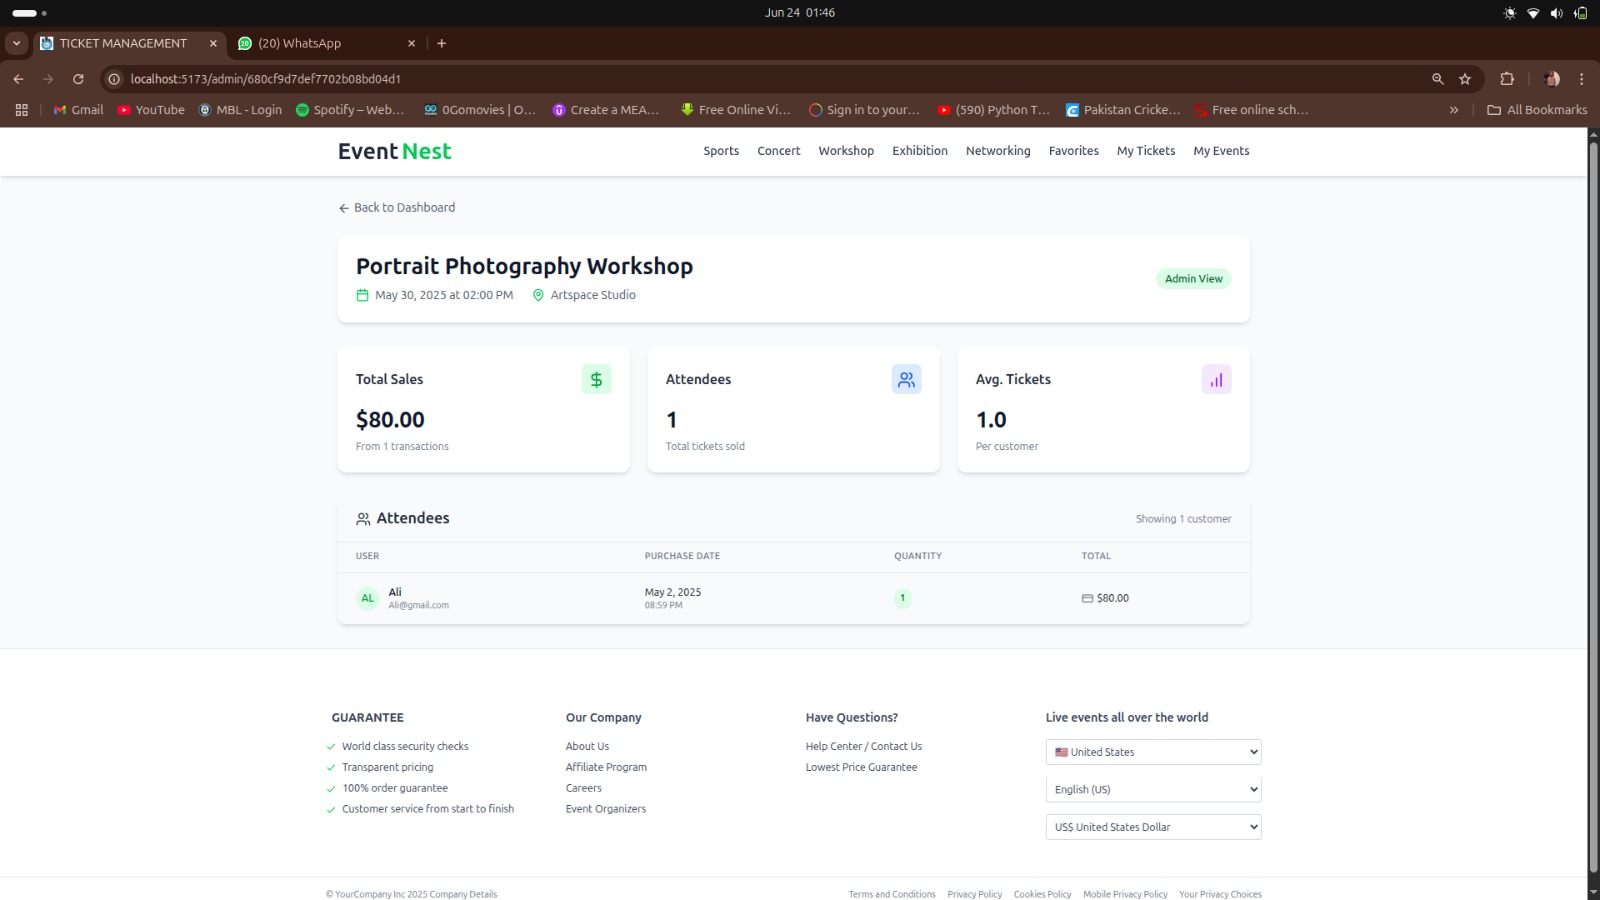 Jun 24 01:46
TICKET MANAGEMENT
(20) WhatsApp
localhost:5173/admin/680cf9d7def7702b08bd04d1
Gmail
YouTube
MBL - Login
Spotify – Web...
0Gomovies | O...
Create a MEA...
Free Online Vi...
Sign in to your...
(590) Python T...
Pakistan Cricke...
Free online sch...
All Bookmarks
EventNest
Sports
Concert
Workshop
Exhibition
Networking
Favorites
My Tickets
My Events
Back to Dashboard
Portrait Photography Workshop
May 30, 2025 at 02:00 PM
Artspace Studio
Admin View
Total Sales
$
$80.00
From 1 transactions
Attendees
1
Total tickets sold
Avg. Tickets
1.0
Per customer
Attendees
Showing 1 customer
USER
PURCHASE DATE
QUANTITY
TOTAL
AL
Ali
Ali@gmail.com
May 2, 2025
08:59 PM
1
$80.00
GUARANTEE
World class security checks
Transparent pricing
100% order guarantee
Customer service from start to finish
Our Company
About Us
Affiliate Program
Careers
Event Organizers
Have Questions?
Help Center / Contact Us
Lowest Price Guarantee
Live events all over the world
United States
English (US)
US$ United States Dollar
© YourCompany Inc 2025 Company Details
Terms and Conditions
Privacy Policy
Cookies Policy
Mobile Privacy Policy
Your Privacy Choices